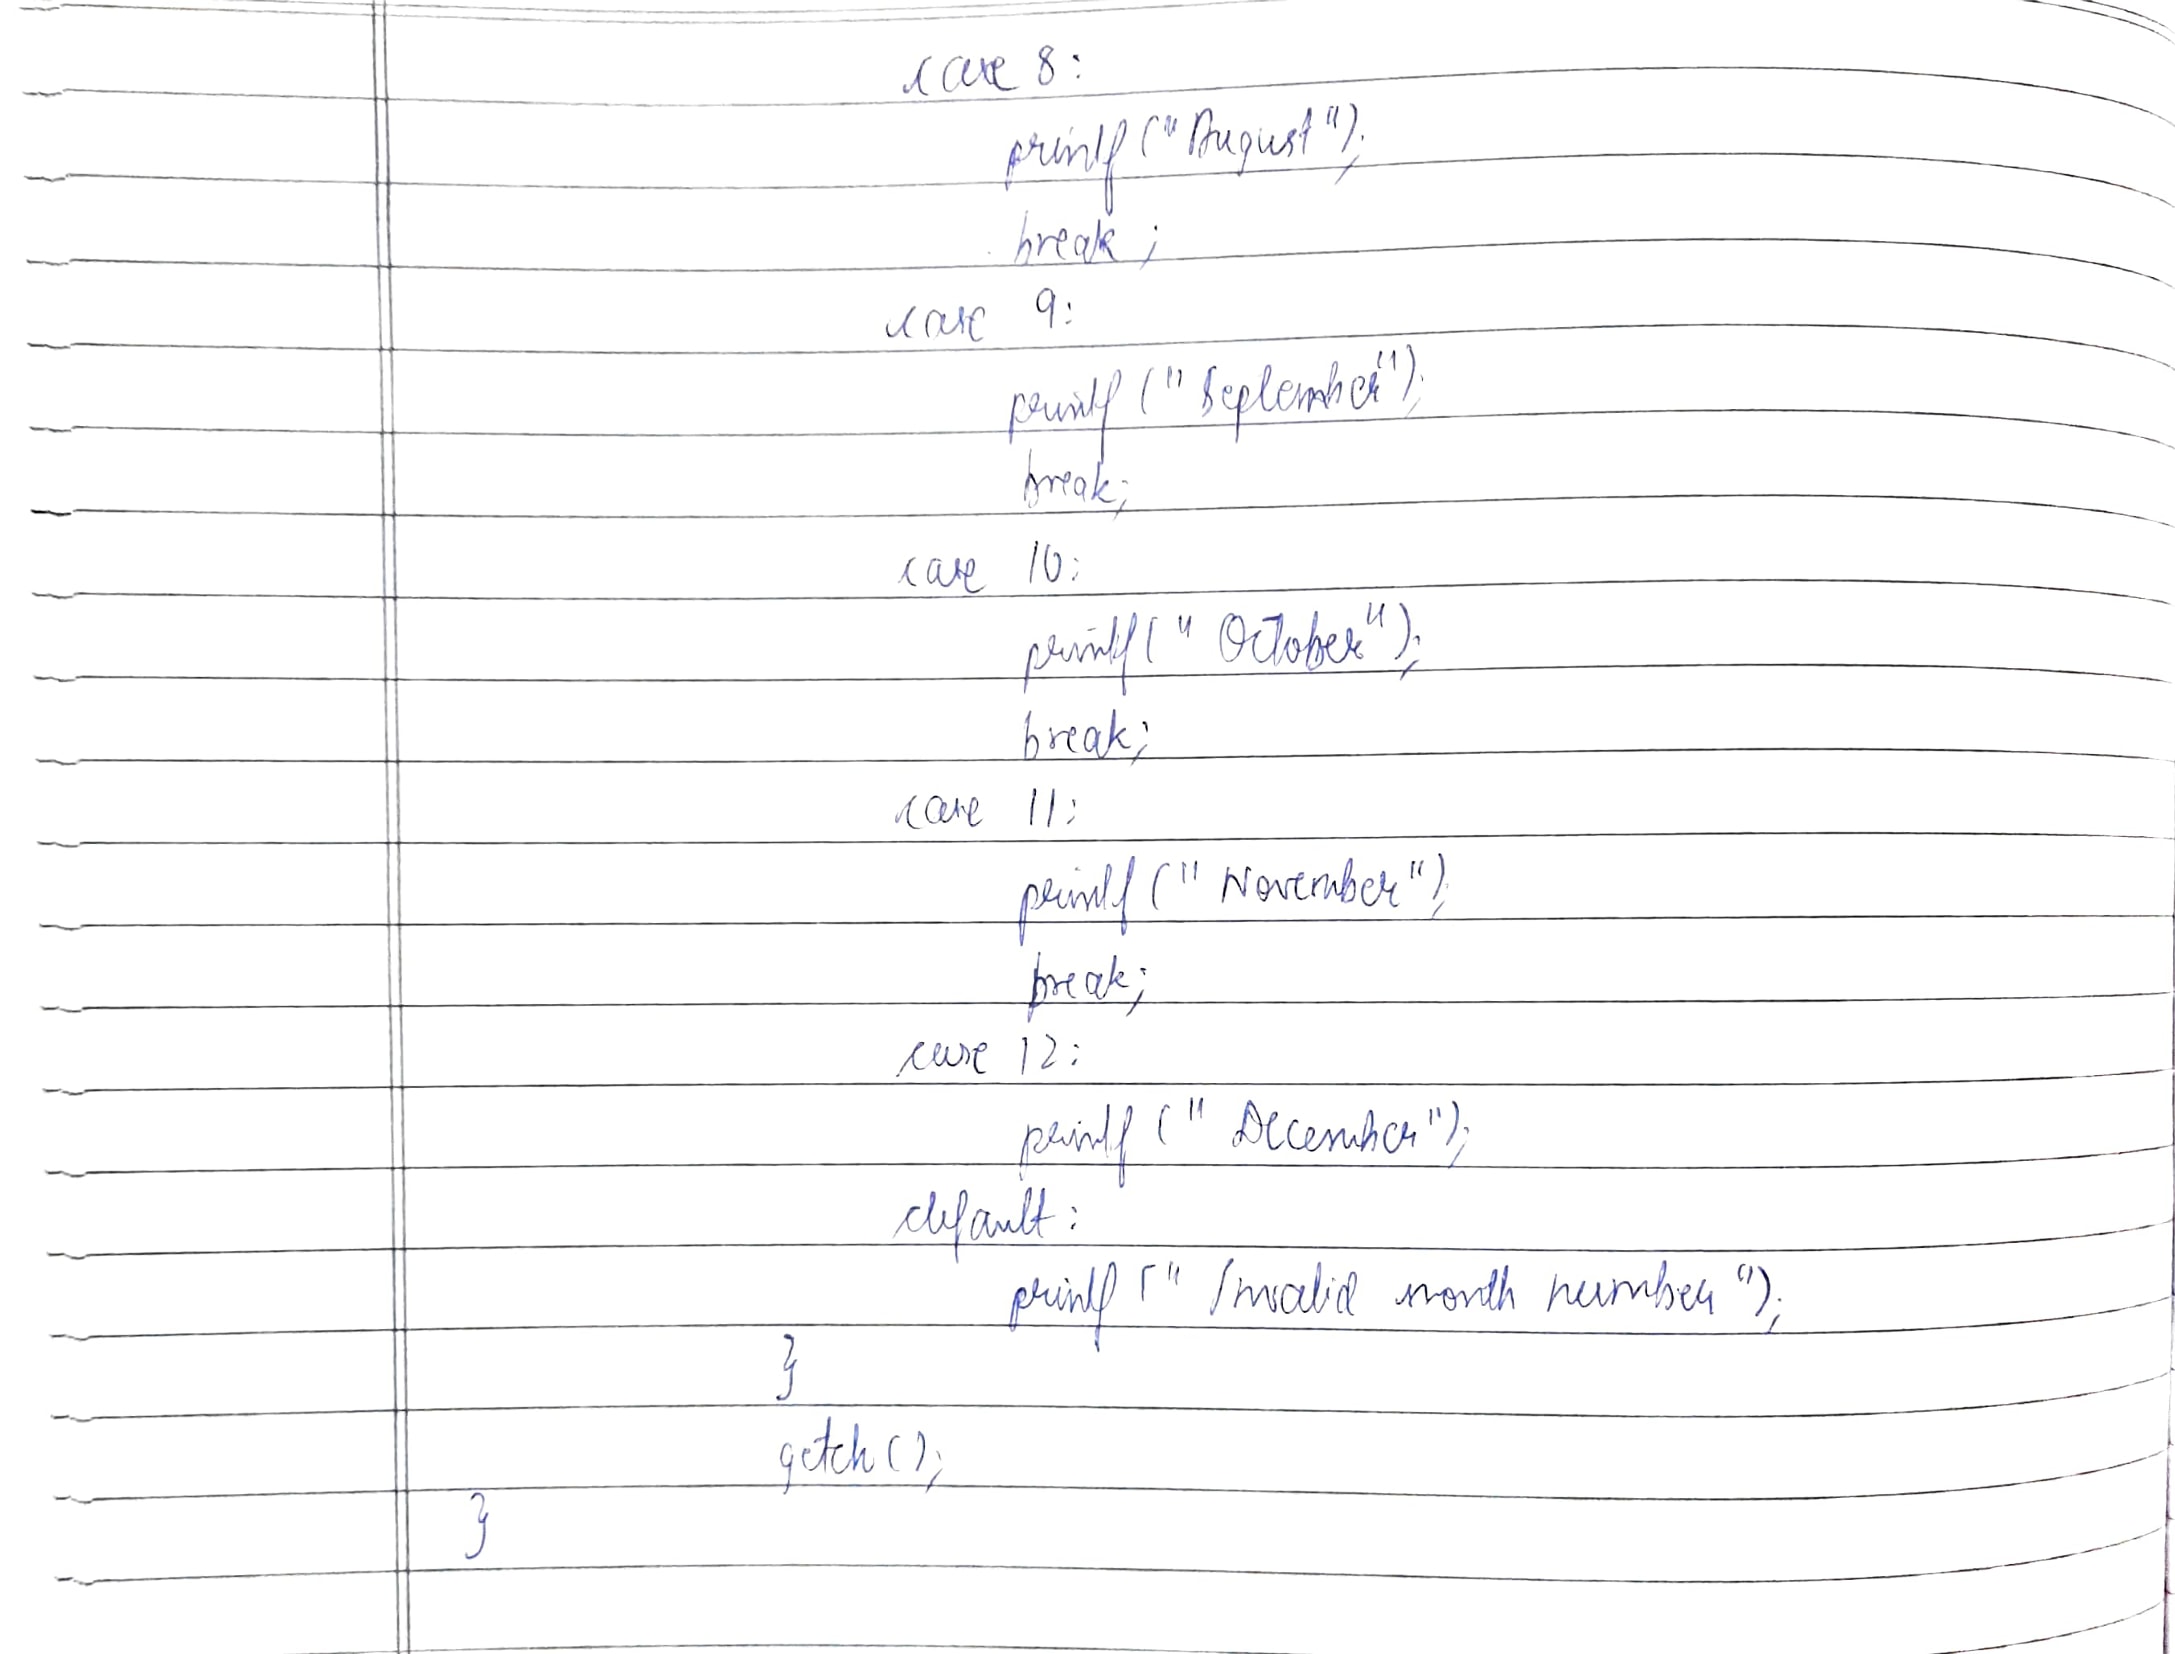 case 8:
printf ("August");
break;
case 9:
printf ("September");
break;
case 10:
printf (" October");
break;
case 11:
printf (" November");
break;
case 12:
printf (" December");
default:
printf (" Invalid month number");
}
getch();
}